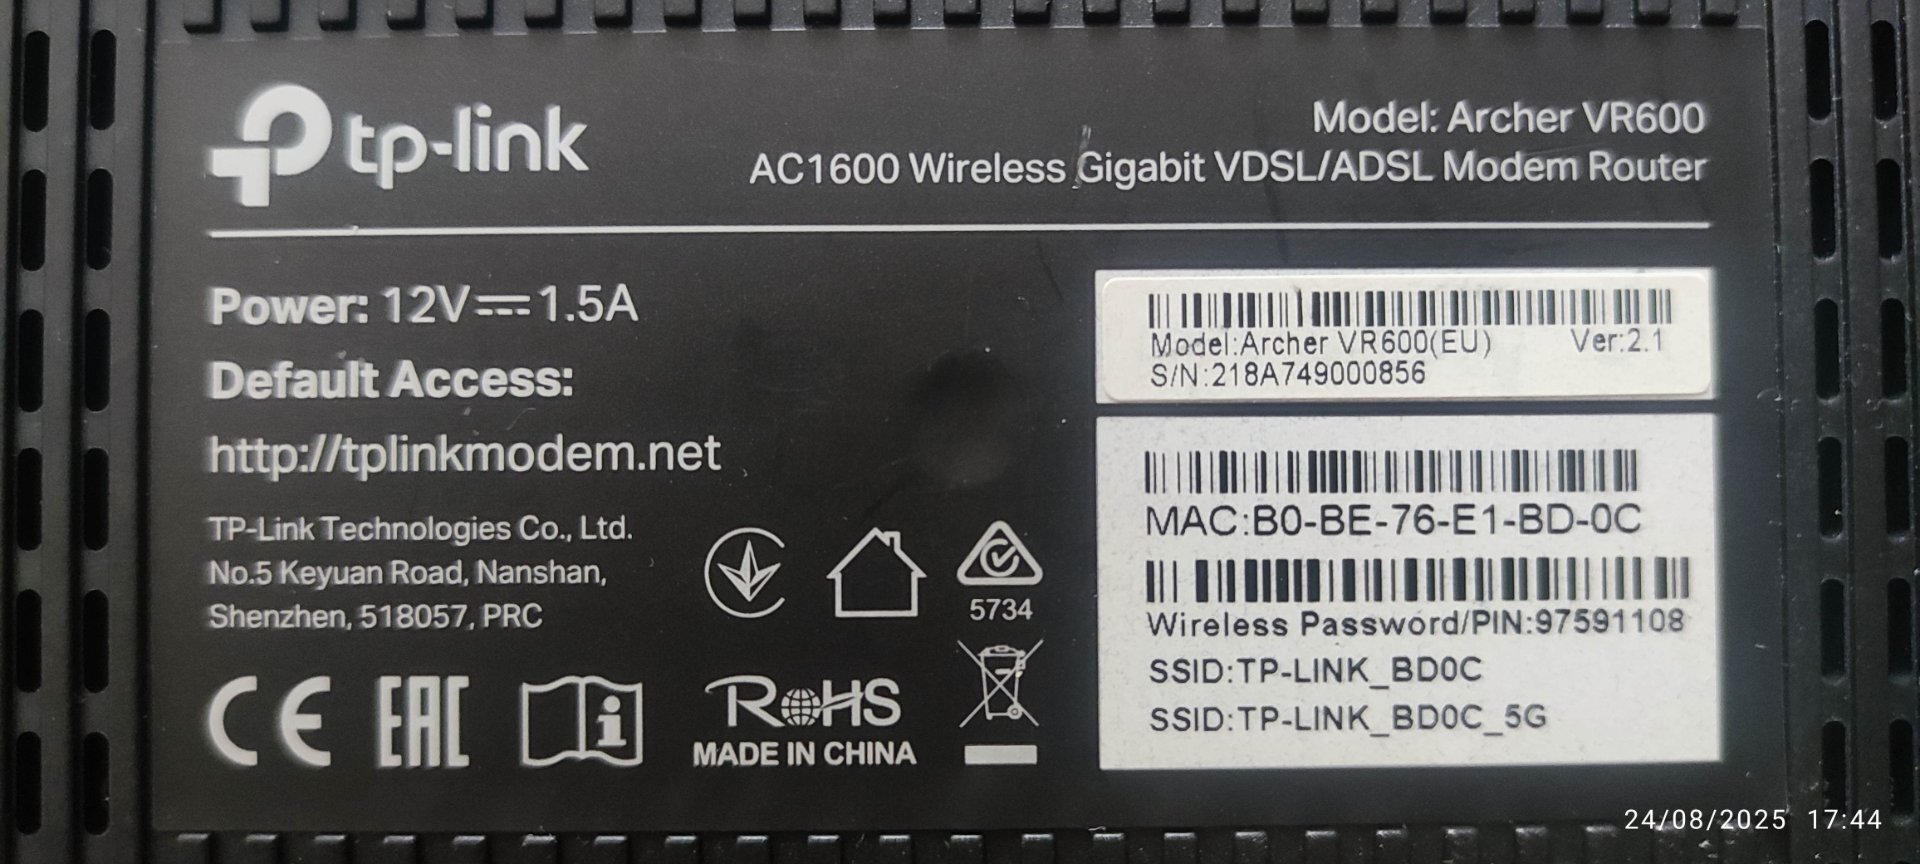 tp-link
Model: Archer VR600
AC1600 Wireless Gigabit VDSL/ADSL Modem Router
Power: 12V⎓1.5A
Default Access:
http://tplinkmodem.net
TP-Link Technologies Co., Ltd.
No.5 Keyuan Road, Nanshan,
Shenzhen, 518057, PRC
5734
CE
EAC
RoHS
MADE IN CHINA
Model:Archer VR600(EU) Ver:2.1
S/N:218A749000856
MAC:B0-BE-76-E1-BD-0C
Wireless Password/PIN:97591108
SSID:TP-LINK_BD0C
SSID:TP-LINK_BD0C_5G
24/08/2025 17:44